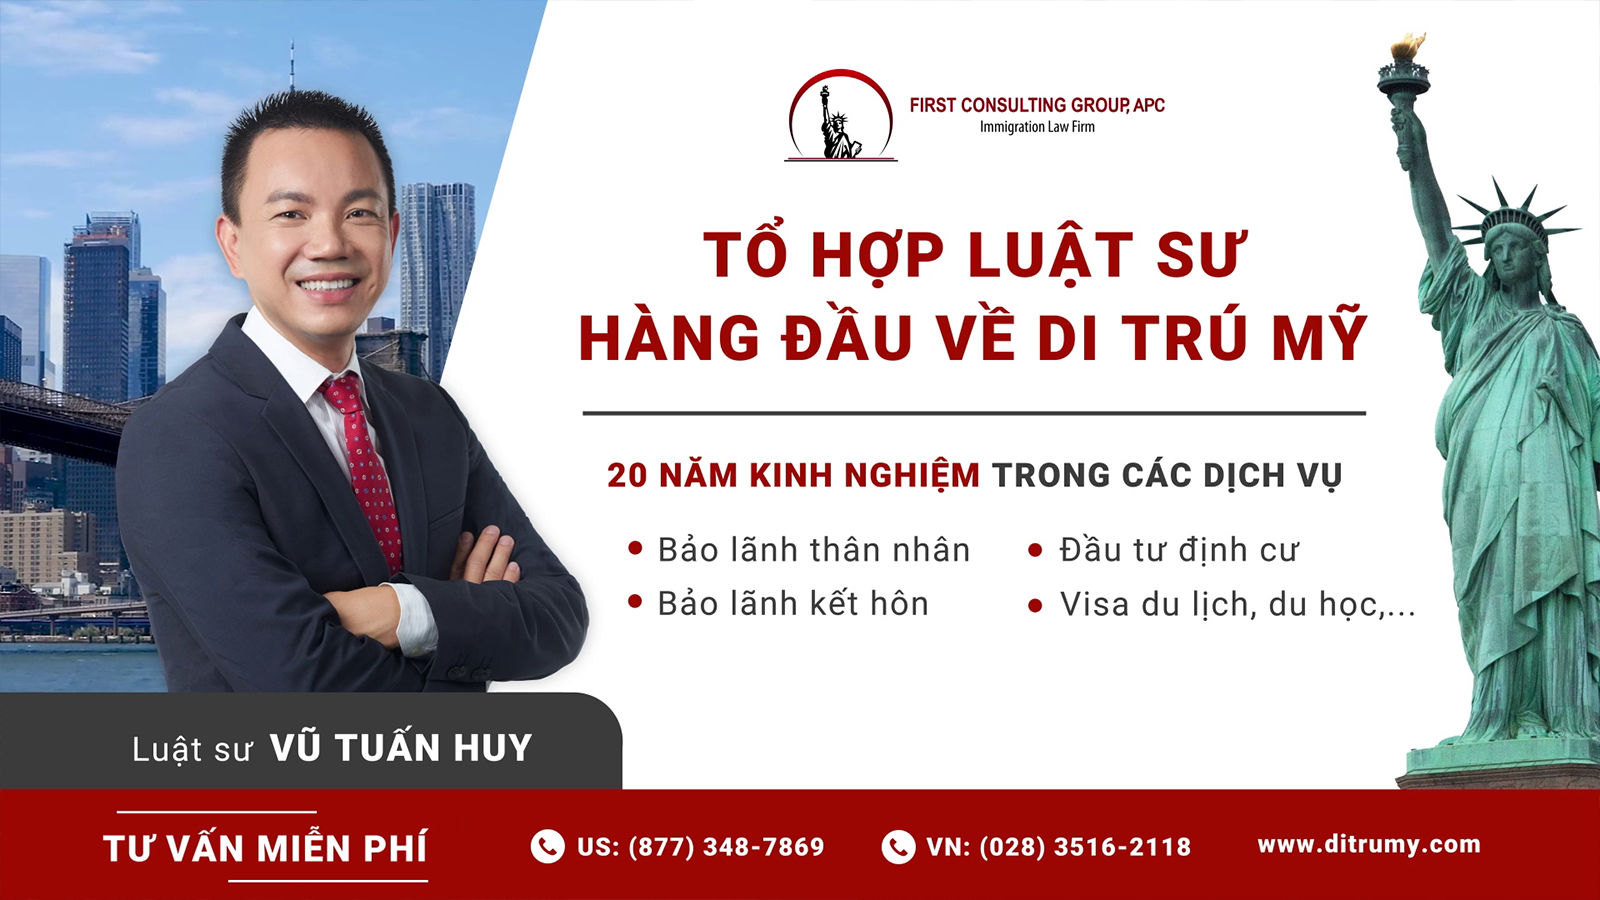 FIRST CONSULTING GROUP, APC
Immigration Law Firm
TỔ HỢP LUẬT SƯ
HÀNG ĐẦU VỀ DI TRÚ MỸ
20 NĂM KINH NGHIỆM TRONG CÁC DỊCH VỤ
• Bảo lãnh thân nhân
• Bảo lãnh kết hôn
• Đầu tư định cư
• Visa du lịch, du học,...
Luật sư VŨ TUẤN HUY
TƯ VẤN MIỄN PHÍ
US: (877) 348-7869
VN: (028) 3516-2118
www.ditrumy.com